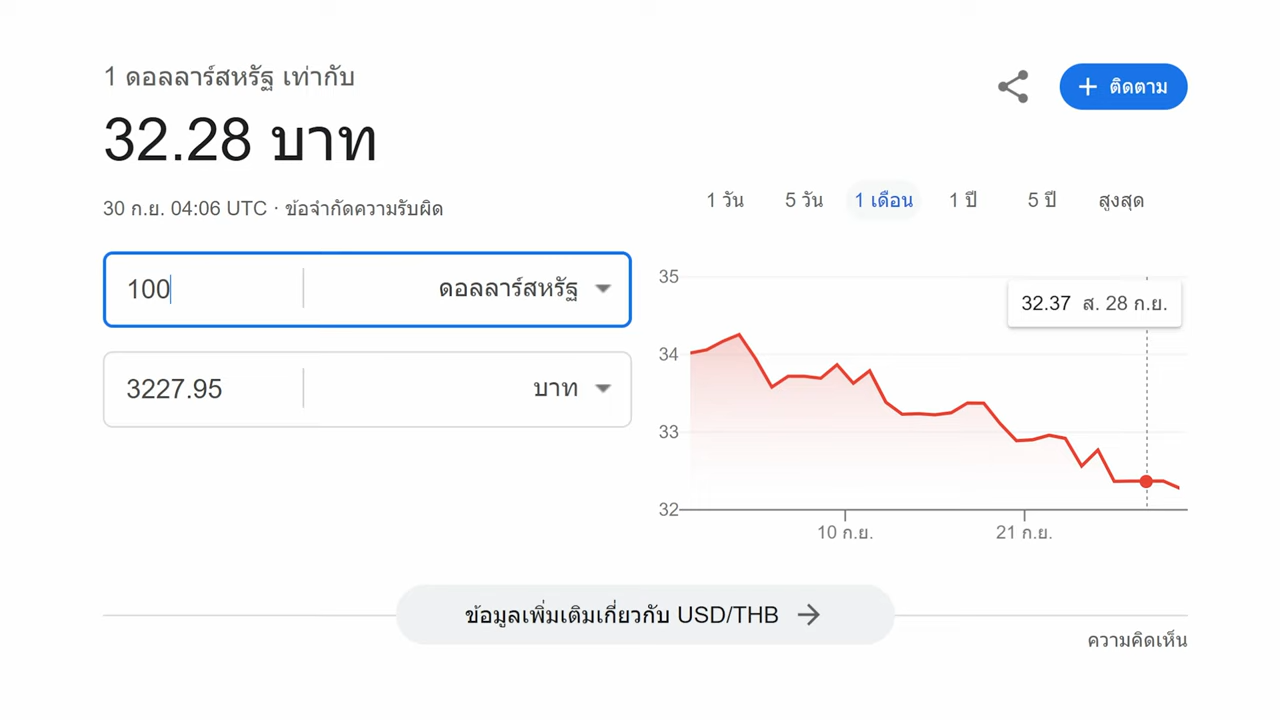 1 ดอลลาร์สหรัฐ เท่ากับ
32.28 บาท
30 ก.ย. 04:06 UTC · ข้อจำกัดความรับผิด
ติดตาม
100 ดอลลาร์สหรัฐ
3227.95 บาท
1 วัน 5 วัน 1 เดือน 1 ปี 5 ปี สูงสุด
35
32.37 ส. 28 ก.ย.
34
33
32
10 ก.ย. 21 ก.ย.
ข้อมูลเพิ่มเติมเกี่ยวกับ USD/THB
ความคิดเห็น